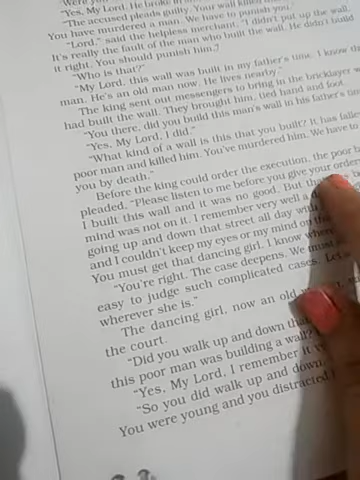 "Yes, My Lord. He broke in
"The accused pleads guilty. Your wall killed
You have murdered a man. We have to punish you."
"Lord," said the helpless merchant, "I didn't put up the wall.
It's really the fault of the man who built the wall. He didn't build
it right. You should punish him."
"Who is that?"
"My Lord, this wall was built in my father's time. I know the
man. He's an old man now. He lives nearby."
The king sent out messengers to bring in the bricklayer w
had built the wall. They brought him, tied hand and foot.
"You there, did you build this man's wall in his father's time
"Yes, My Lord, I did."
"What kind of a wall is this that you built? It has falle
poor man and killed him. You've murdered him. We have to
you by death."
Before the king could order the execution, the poor b
pleaded, "Please listen to me before you give your order
I built this wall and it was no good. But
mind was not on it. I remember very well a
going up and down that street all day with
and I couldn't keep my eyes or my mind on the
You must get that dancing girl. I know where
"You're right. The case deepens. We must
easy to judge such complicated cases. Let
wherever she is."
The dancing girl, now an old
the court.
"Did you walk up and down that
this poor man was building a wall?
"Yes, My Lord, I remember it
"So you did walk up and down,
You were young and you distracted